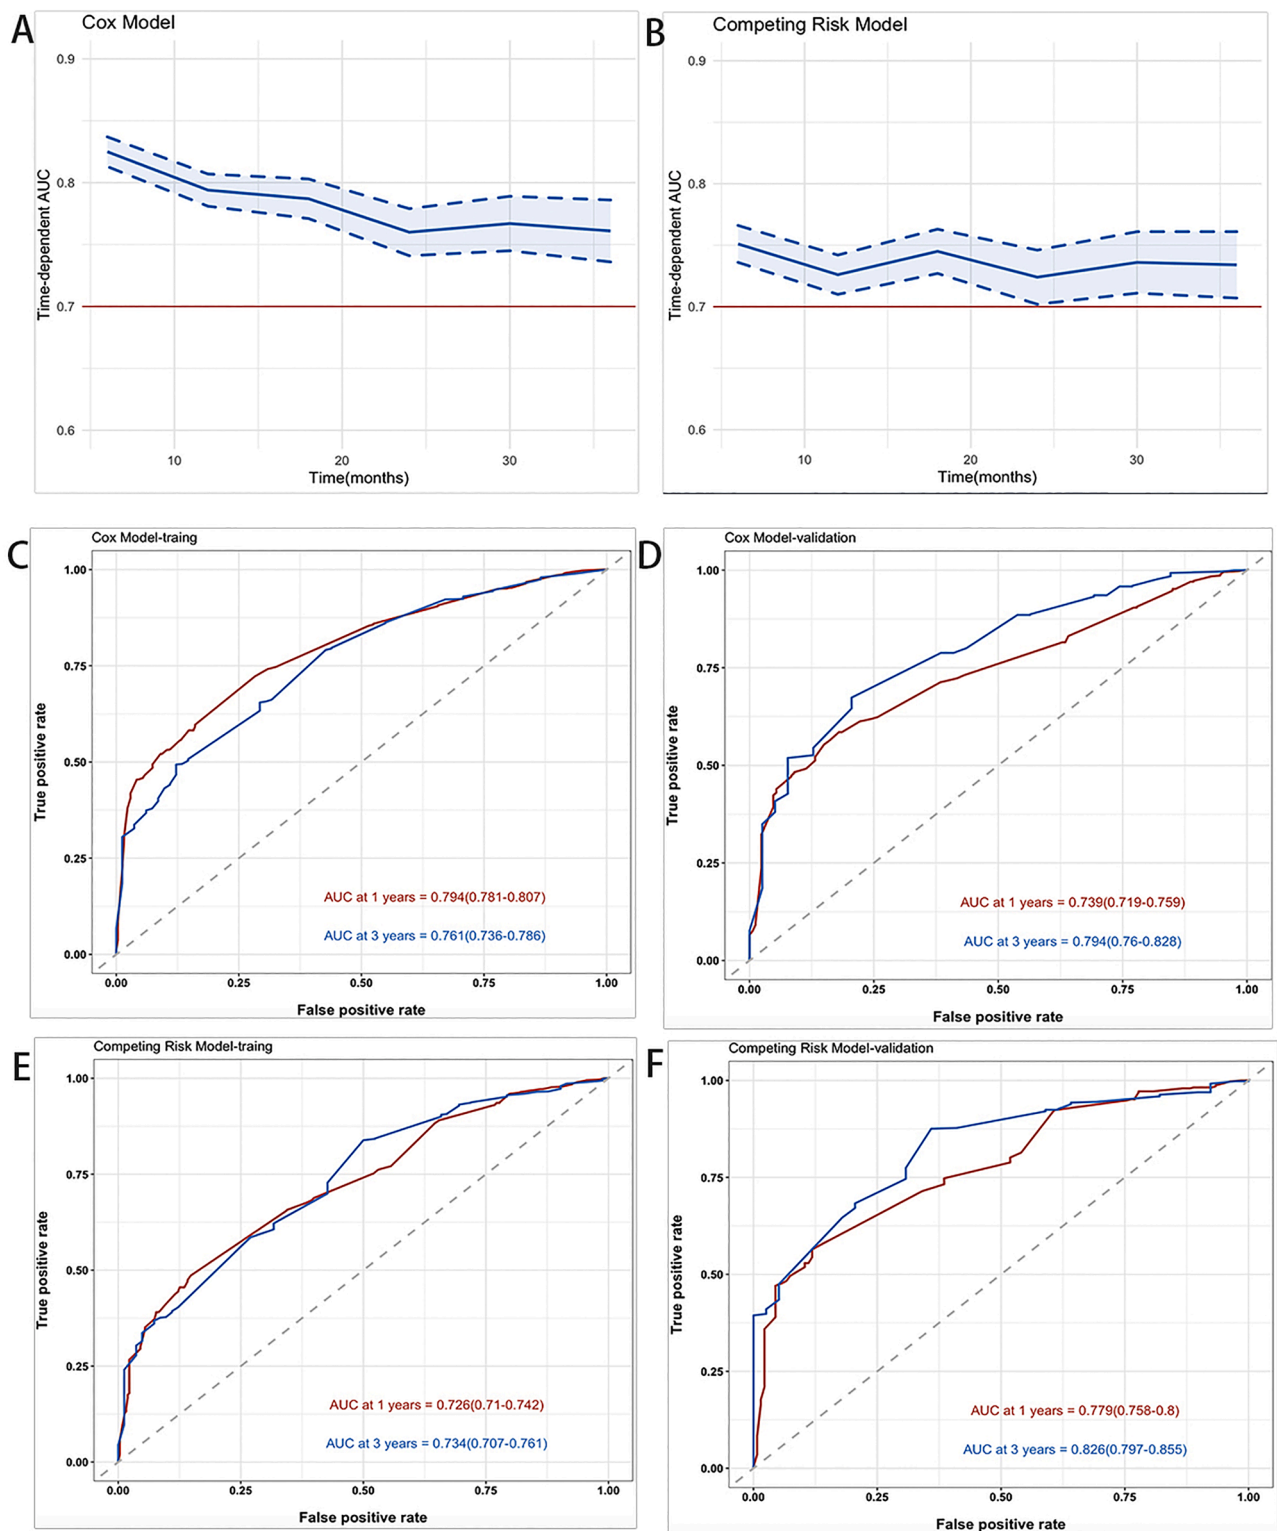 A
Cox Model
0.9
0.8
0.7
0.6
Time-dependent AUC
10
20
30
Time(months)
B
Competing Risk Model
0.9
0.8
0.7
0.6
Time-dependent AUC
10
20
30
Time(months)
C
Cox Model-traing
1.00
0.75
0.50
0.25
0.00
True positive rate
AUC at 1 years = 0.794(0.781-0.807)
AUC at 3 years = 0.761(0.736-0.786)
0.00
0.25
0.50
0.75
1.00
False positive rate
D
Cox Model-validation
1.00
0.75
0.50
0.25
0.00
True positive rate
AUC at 1 years = 0.739(0.719-0.759)
AUC at 3 years = 0.794(0.76-0.828)
0.00
0.25
0.50
0.75
1.00
False positive rate
E
Competing Risk Model-traing
1.00
0.75
0.50
0.25
0.00
True positive rate
AUC at 1 years = 0.726(0.71-0.742)
AUC at 3 years = 0.734(0.707-0.761)
0.00
0.25
0.50
0.75
1.00
False positive rate
F
Competing Risk Model-validation
1.00
0.75
0.50
0.25
0.00
True positive rate
AUC at 1 years = 0.779(0.758-0.8)
AUC at 3 years = 0.826(0.797-0.855)
0.00
0.25
0.50
0.75
1.00
False positive rate